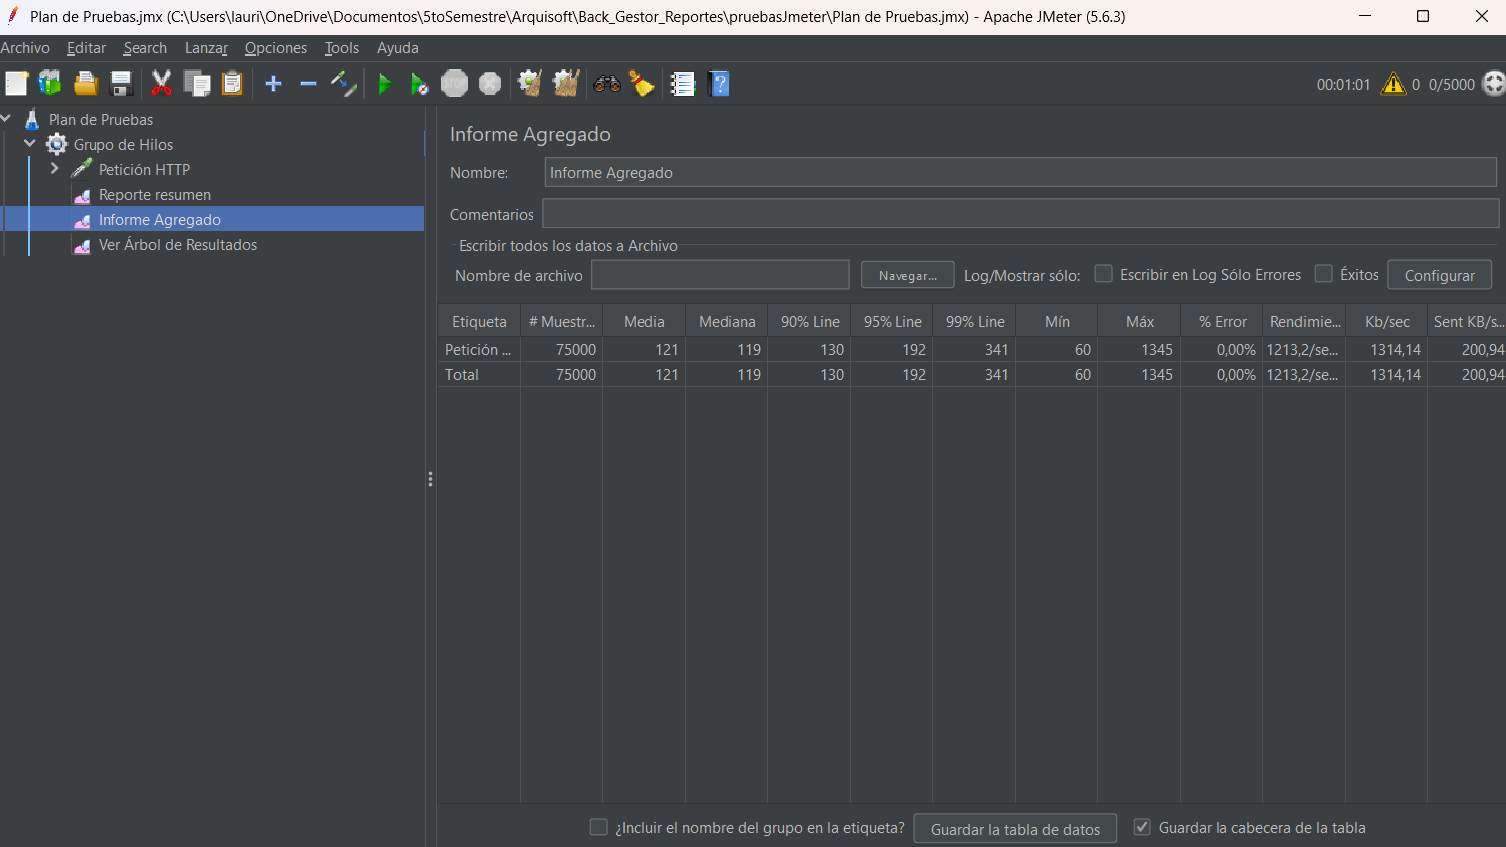 Plan de Pruebas.jmx (C:\Users\lauri\OneDrive\Documentos\5toSemestre\Arquisoft\Back_Gestor_Reportes\pruebasJmeter\Plan de Pruebas.jmx) - Apache JMeter (5.6.3)
Archivo Editar Search Lanzar Opciones Tools Ayuda
STOP 00:01:01 0 0/5000
Plan de Pruebas
Grupo de Hilos
Petición HTTP
Reporte resumen
Informe Agregado
Ver Árbol de Resultados
Informe Agregado
Nombre: Informe Agregado
Comentarios
Escribir todos los datos a Archivo
Nombre de archivo Navegar... Log/Mostrar sólo: Escribir en Log Sólo Errores Éxitos Configurar
Etiqueta # Muestr... Media Mediana 90% Line 95% Line 99% Line Mín Máx % Error Rendimie... Kb/sec Sent KB/s...
Petición ... 75000 121 119 130 192 341 60 1345 0,00% 1213,2/se... 1314,14 200,94
Total 75000 121 119 130 192 341 60 1345 0,00% 1213,2/se... 1314,14 200,94
¿Incluir el nombre del grupo en la etiqueta? Guardar la tabla de datos Guardar la cabecera de la tabla